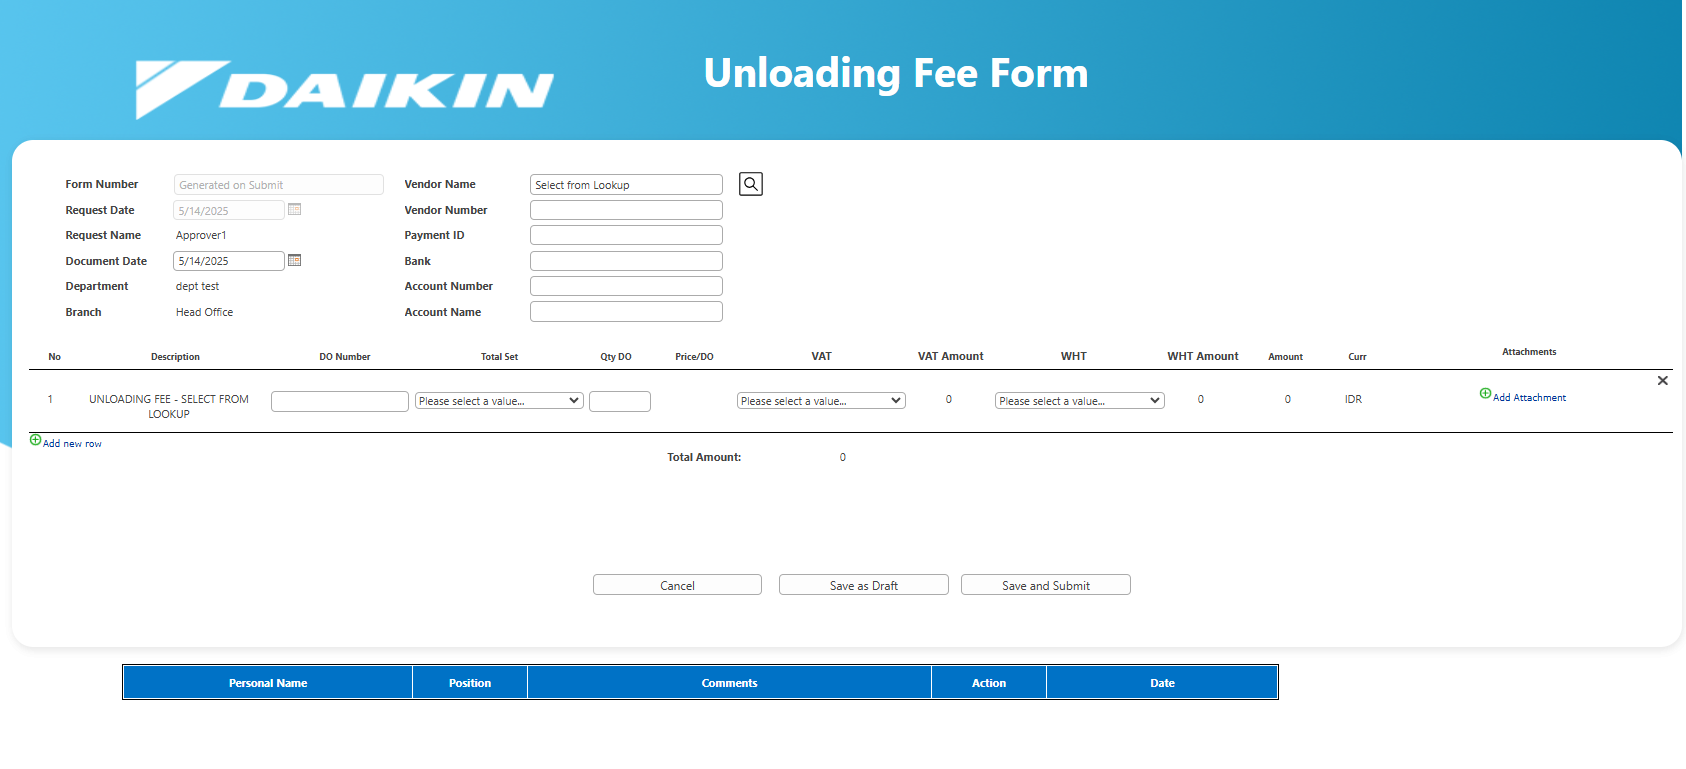 DAIKIN
Unloading Fee Form
Form Number Generated on Submit Vendor Name Select from Lookup
Request Date 5/14/2025 Vendor Number
Request Name Approver1 Payment ID
Document Date 5/14/2025 Bank
Department dept test Account Number
Branch Head Office Account Name
No Description DO Number Total Set Qty DO Price/DO VAT VAT Amount WHT WHT Amount Amount Curr Attachments
1 UNLOADING FEE - SELECT FROM LOOKUP Please select a value... Please select a value... 0 Please select a value... 0 0 IDR Add Attachment
Add new row
Total Amount: 0
Cancel Save as Draft Save and Submit
Personal Name Position Comments Action Date